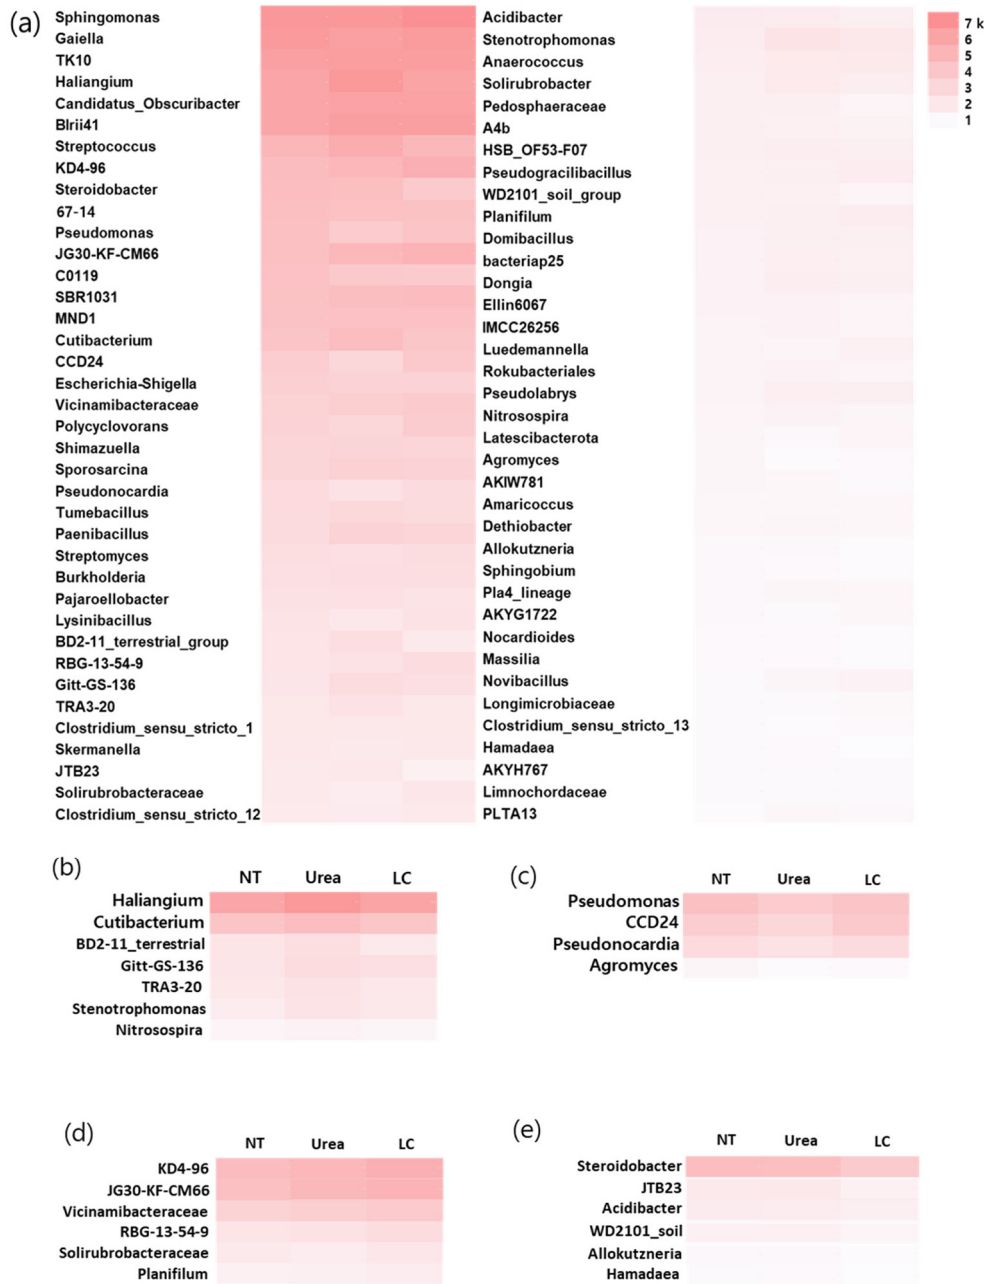 (a)
Sphingomonas
Gaiella
TK10
Haliangium
Candidatus_Obscuribacter
Blrii41
Streptococcus
KD4-96
Steroidobacter
67-14
Pseudomonas
JG30-KF-CM66
C0119
SBR1031
MND1
Cutibacterium
CCD24
Escherichia-Shigella
Vicinamibacteraceae
Polycyclovorans
Shimazuella
Sporosarcina
Pseudonocardia
Tumebacillus
Paenibacillus
Streptomyces
Burkholderia
Pajaroellobacter
Lysinibacillus
BD2-11_terrestrial_group
RBG-13-54-9
Gitt-GS-136
TRA3-20
Clostridium_sensu_stricto_1
Skermanella
JTB23
Solirubrobacteraceae
Clostridium_sensu_stricto_12
Acidibacter
Stenotrophomonas
Anaerococcus
Solirubrobacter
Pedosphaeraceae
A4b
HSB_OF53-F07
Pseudogracilibacillus
WD2101_soil_group
Planifilum
Domibacillus
bacteriap25
Dongia
Ellin6067
IMCC26256
Luedemannella
Rokubacteriales
Pseudolabrys
Nitrosospira
Latescibacterota
Agromyces
AKIW781
Amaricoccus
Dethiobacter
Allokutzneria
Sphingobium
Pla4_lineage
AKYG1722
Nocardioides
Massilia
Novibacillus
Longimicrobiaceae
Clostridium_sensu_stricto_13
Hamadaea
AKYH767
Limnochordaceae
PLTA13
7 k
6
5
4
3
2
1
(b)
NT Urea LC
Haliangium
Cutibacterium
BD2-11_terrestrial
Gitt-GS-136
TRA3-20
Stenotrophomonas
Nitrosospira
(c)
NT Urea LC
Pseudomonas
CCD24
Pseudonocardia
Agromyces
(d)
NT Urea LC
KD4-96
JG30-KF-CM66
Vicinamibacteraceae
RBG-13-54-9
Solirubrobacteraceae
Planifilum
(e)
NT Urea LC
Steroidobacter
JTB23
Acidibacter
WD2101_soil
Allokutzneria
Hamadaea